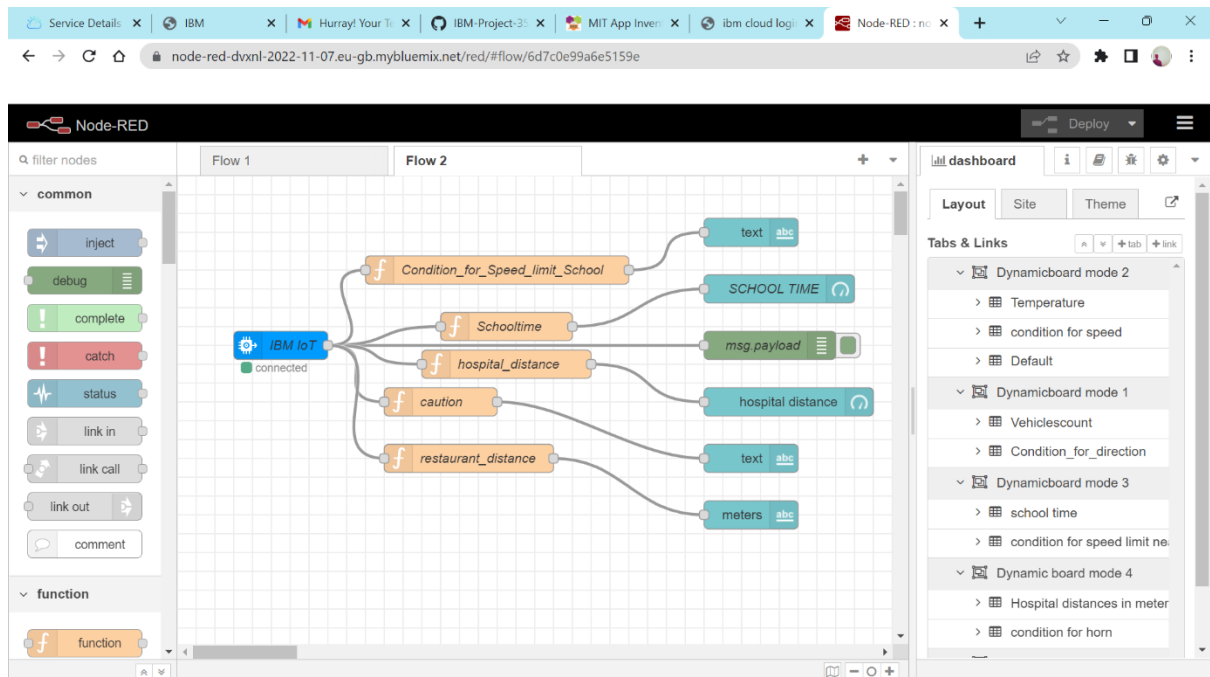 Service Details
IBM
Hurray! Your Te
IBM-Project-35
MIT App Invent
ibm cloud logi
Node-RED : no
node-red-dvxnl-2022-11-07.eu-gb.mybluemix.net/red/#flow/6d7c0e99a6e5159e
Node-RED
Deploy
filter nodes
Flow 1
Flow 2
dashboard
common
inject
debug
complete
catch
status
link in
link call
link out
comment
function
function
IBM IoT
connected
Condition_for_Speed_limit_School
Schooltime
hospital_distance
caution
restaurant_distance
text abc
SCHOOL TIME
msg.payload
hospital distance
text abc
meters abc
Layout
Site
Theme
Tabs & Links
+ tab
+ link
Dynamicboard mode 2
Temperature
condition for speed
Default
Dynamicboard mode 1
Vehiclescount
Condition_for_direction
Dynamicboard mode 3
school time
condition for speed limit ne
Dynamic board mode 4
Hospital distances in meter
condition for horn